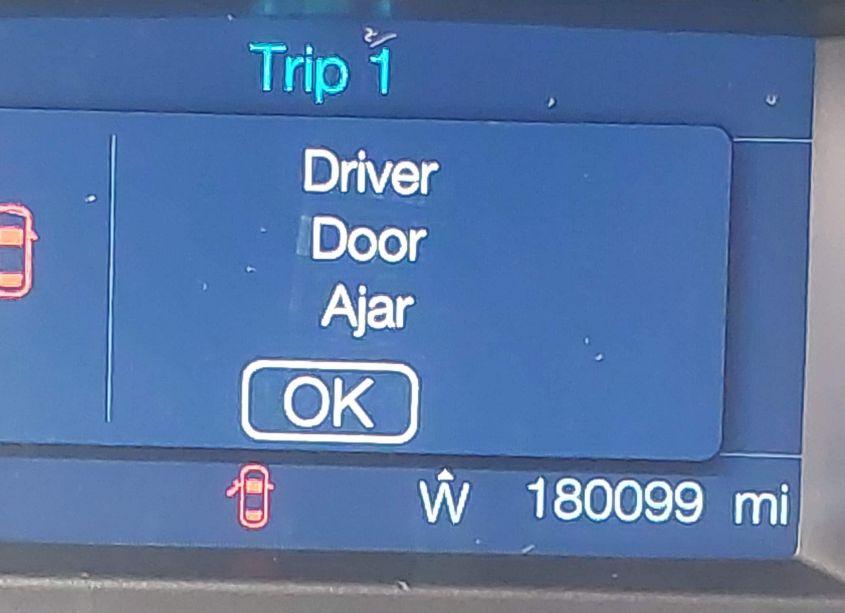 Trip 1
Driver
Door
Ajar
OK
Ŵ 180099 mi